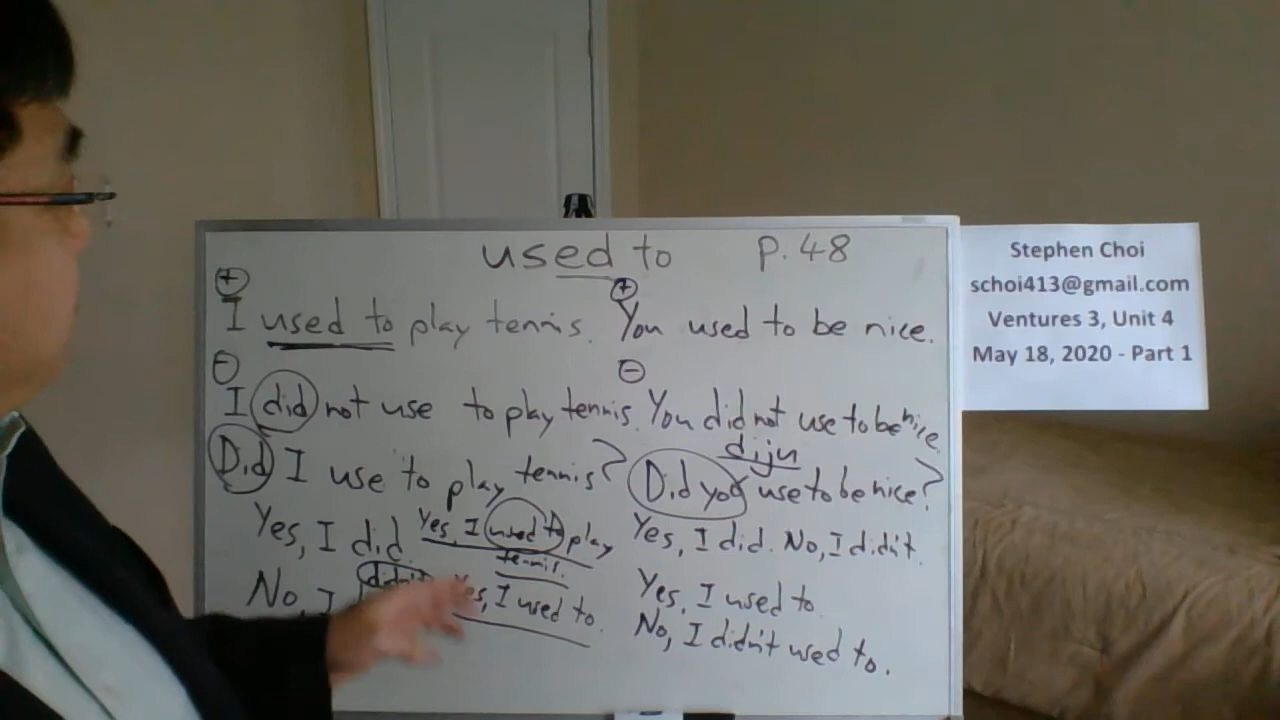 used to p.48
+ +
I used to play tennis. You used to be nice.
- -
I did not use to play tennis. You did not use to be nice.
diju
Did I use to play tennis? Did you use to be nice?
Yes, I did. Yes, I used to play tennis. Yes, I did. No, I didn't.
No, I didn't Yes, I used to. Yes, I used to.
No, I didn't used to.
Stephen Choi
schoi413@gmail.com
Ventures 3, Unit 4
May 18, 2020 - Part 1